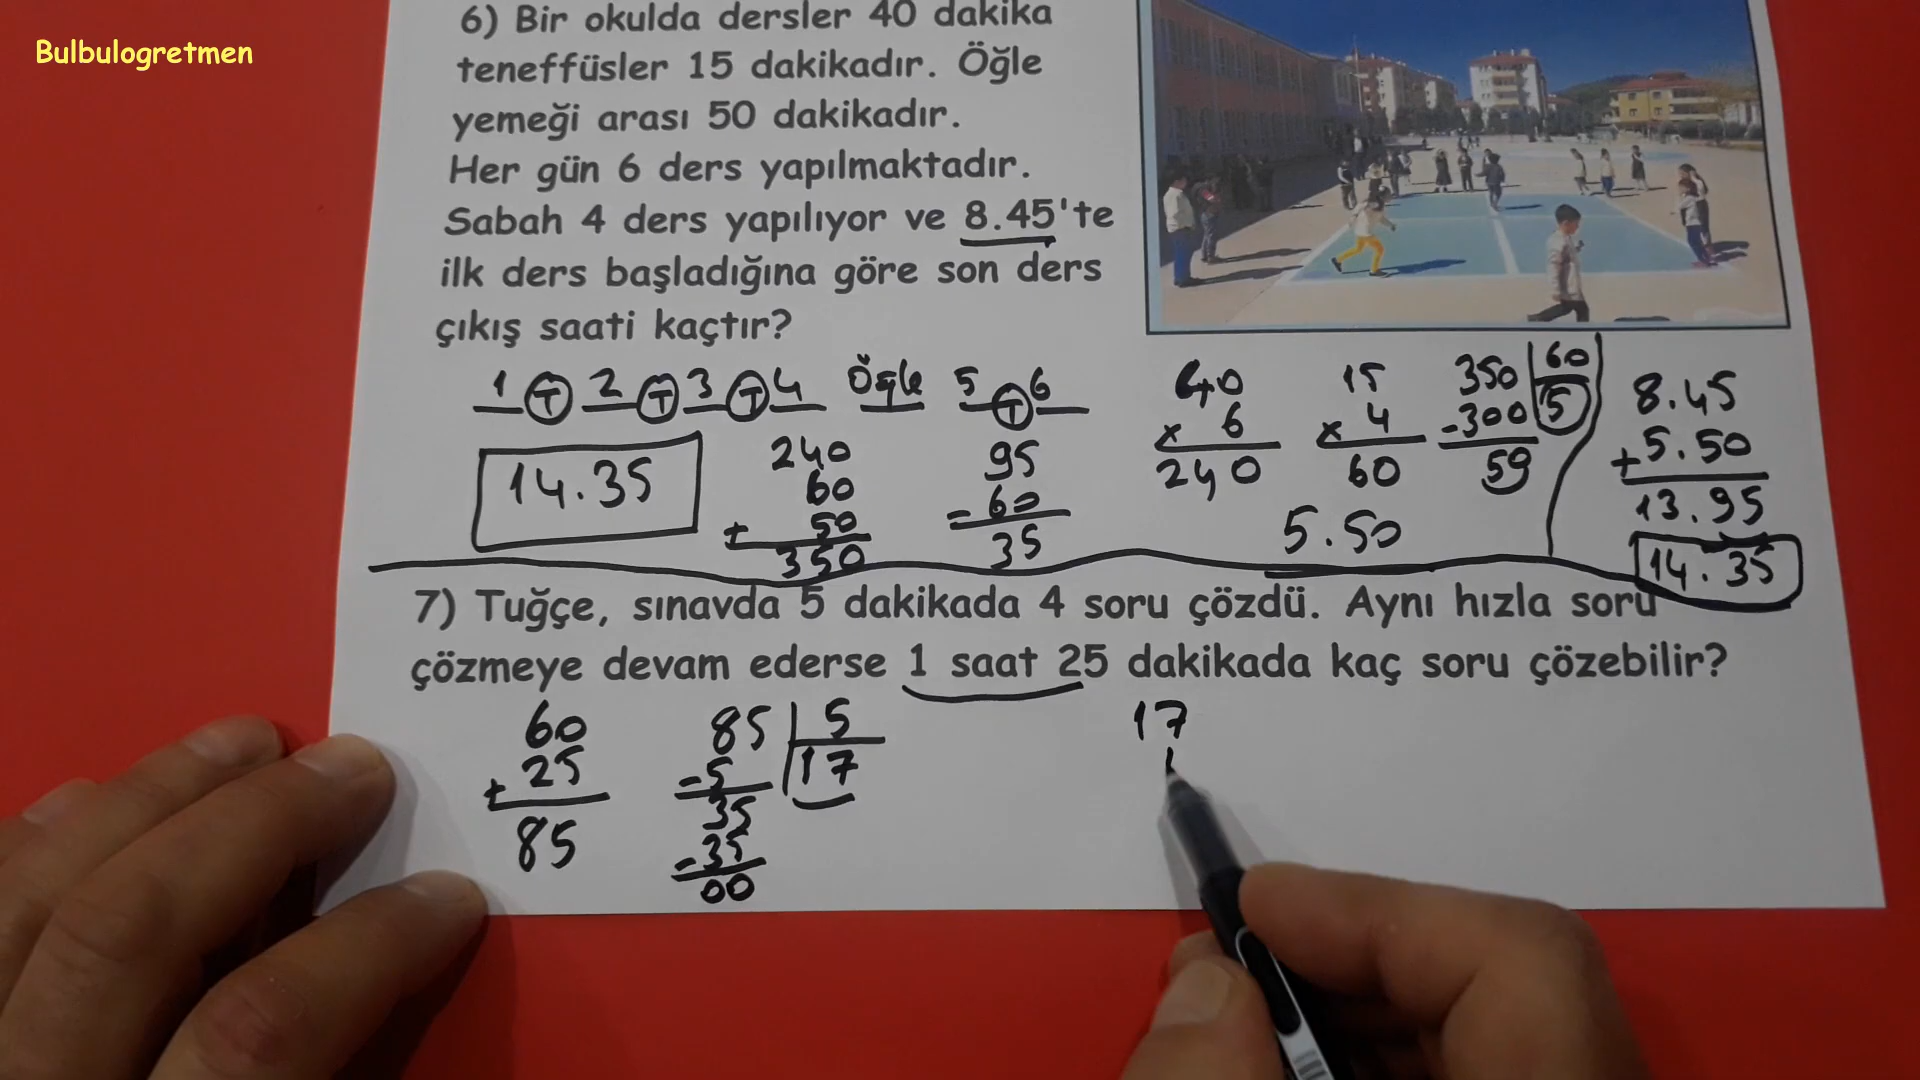 Bulbulogretmen
6) Bir okulda dersler 40 dakika
teneffüsler 15 dakikadır. Öğle
yemeği arası 50 dakikadır.
Her gün 6 ders yapılmaktadır.
Sabah 4 ders yapılıyor ve 8.45'te
ilk ders başladığına göre son ders
çıkış saati kaçtır?
1 T 2 T 3 T 4 Öğle 5 T 6
14.35
240
60
+ 50
350
95
- 60
35
40
x 6
240
15
x 4
60
350 60
-300 5
50
5.50
8.45
+5.50
13.95
14.35
7) Tuğçe, sınavda 5 dakikada 4 soru çözdü. Aynı hızla soru
çözmeye devam ederse 1 saat 25 dakikada kaç soru çözebilir?
60
+ 25
85
85 5
-5 17
35
-35
00
17